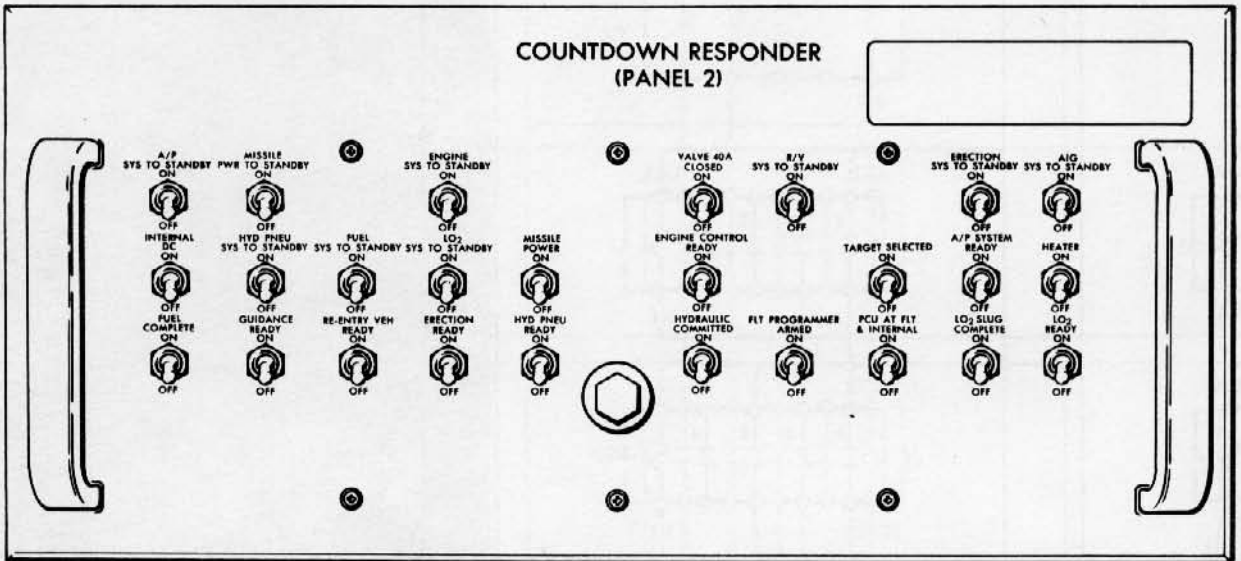 COUNTDOWN RESPONDER
(PANEL 2)
A/P MISSILE ENGINE VALVE 40A R/V ERECTION AIG
SYS TO STANDBY PWR TO STANDBY SYS TO STANDBY CLOSED SYS TO STANDBY SYS TO STANDBY SYS TO STANDBY
ON ON ON ON ON ON ON
OFF OFF OFF OFF OFF OFF OFF
INTERNAL HYD PNEU FUEL LO₂ MISSILE ENGINE CONTROL A/P SYSTEM
DC SYS TO STANDBY SYS TO STANDBY SYS TO STANDBY POWER READY TARGET SELECTED READY HEATER
ON ON ON ON ON ON ON ON ON
OFF OFF OFF OFF OFF OFF OFF OFF OFF
FUEL GUIDANCE RE-ENTRY VEH ERECTION HYD PNEU HYDRAULIC FLT PROGRAMMER PCU AT FLT LO₂ SLUG LO₂
COMPLETE READY READY READY READY COMMITTED ARMED & INTERNAL COMPLETE READY
ON ON ON ON ON ON ON ON ON ON
OFF OFF OFF OFF OFF OFF OFF OFF OFF OFF